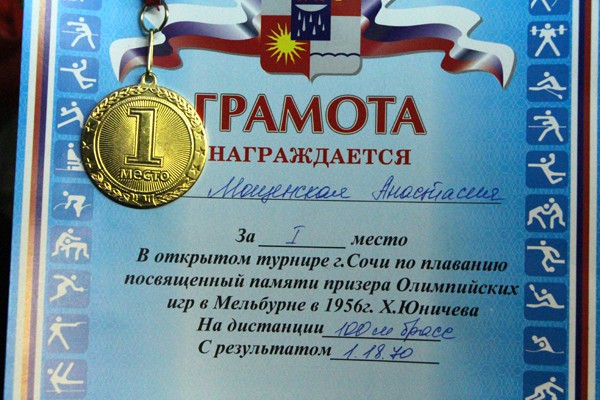 ГРАМОТА
НАГРАЖДАЕТСЯ
1
МЕСТО
Мощенская Анастасия
За I место
В открытом турнире г.Сочи по плаванию
посвященный памяти призера Олимпийских
игр в Мельбурне в 1956г. Х.Юничева
На дистанции 100 м брасс
С результатом 1.18.70